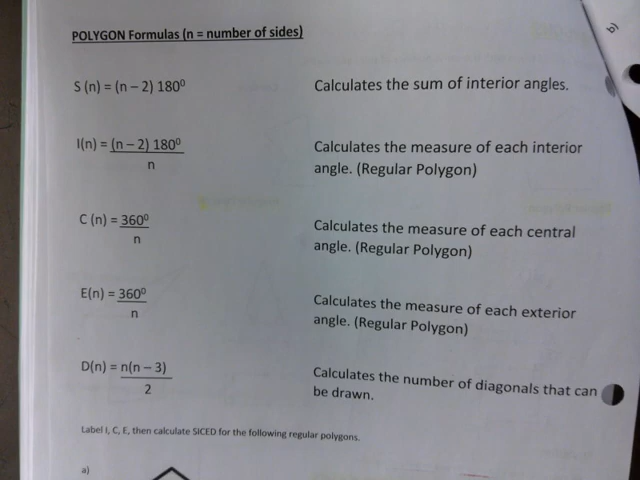 POLYGON Formulas (n = number of sides)
S (n) = (n – 2) 180⁰ Calculates the sum of interior angles.
I(n) = (n – 2) 180⁰ Calculates the measure of each interior
n angle. (Regular Polygon)
C (n) = 360⁰ Calculates the measure of each central
n angle. (Regular Polygon)
E(n) = 360⁰ Calculates the measure of each exterior
n angle. (Regular Polygon)
D(n) = n(n – 3) Calculates the number of diagonals that can
2 be drawn.
Label I, C, E, then calculate SICED for the following regular polygons.
a)
b)